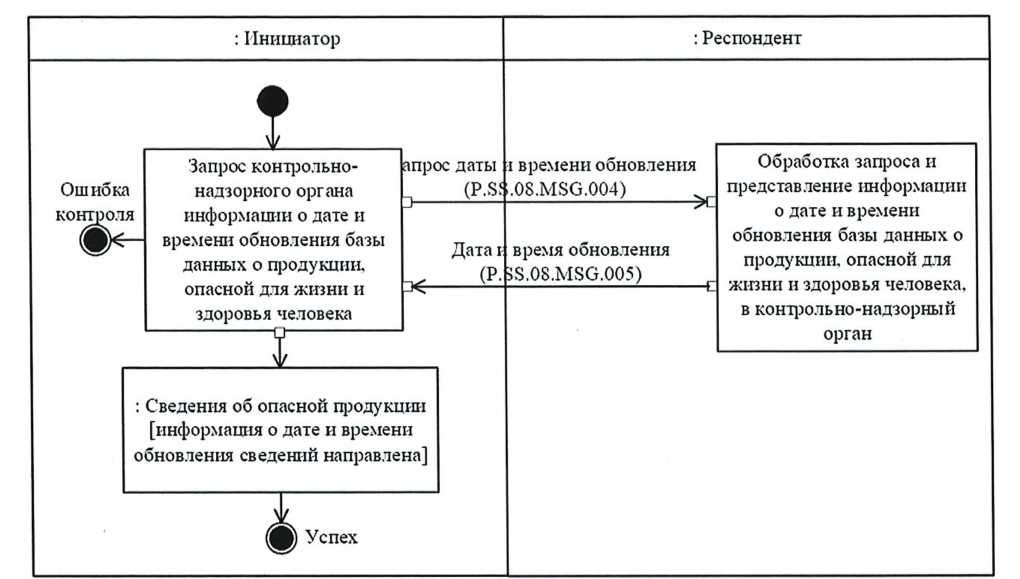 : Инициатор
: Респондент
Запрос контрольно-
надзорного органа
информации о дате и
времени обновления базы
данных о продукции,
опасной для жизни и
здоровья человека
Ошибка
контроля
апрос даты и времени обновления
(P.SS.08.MSG.004)
Дата и время обновления
(P.SS.08.MSG.005)
Обработка запроса и
представление информации
о дате и времени
обновления базы данных о
продукции, опасной для
жизни и здоровья человека,
в контрольно-надзорный
орган
: Сведения об опасной продукции
[информация о дате и времени
обновления сведений направлена]
Успех